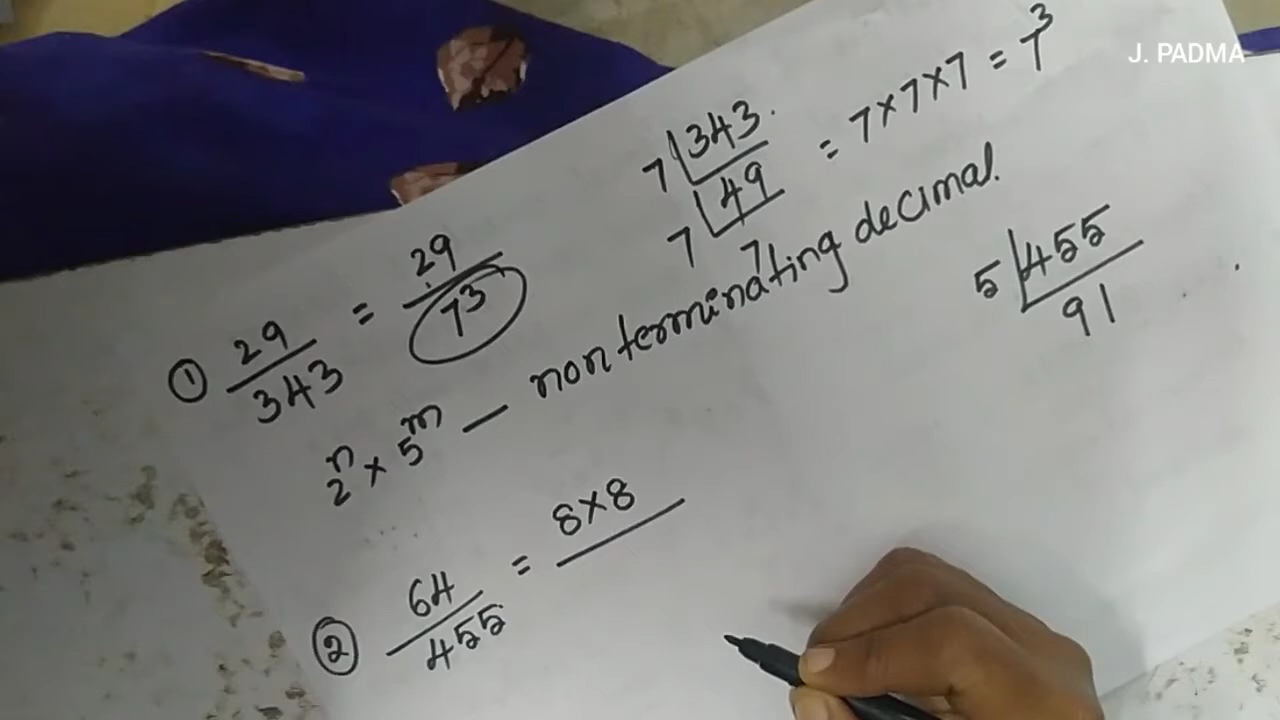 J. PADMA
7 | 343. = 7×7×7 = 7³
7 | 49
7
① 29/343 = 29/7³
2ⁿ × 5ᵐ — non terminating decimal.
5 | 455
91
② 64/455 = 8×8